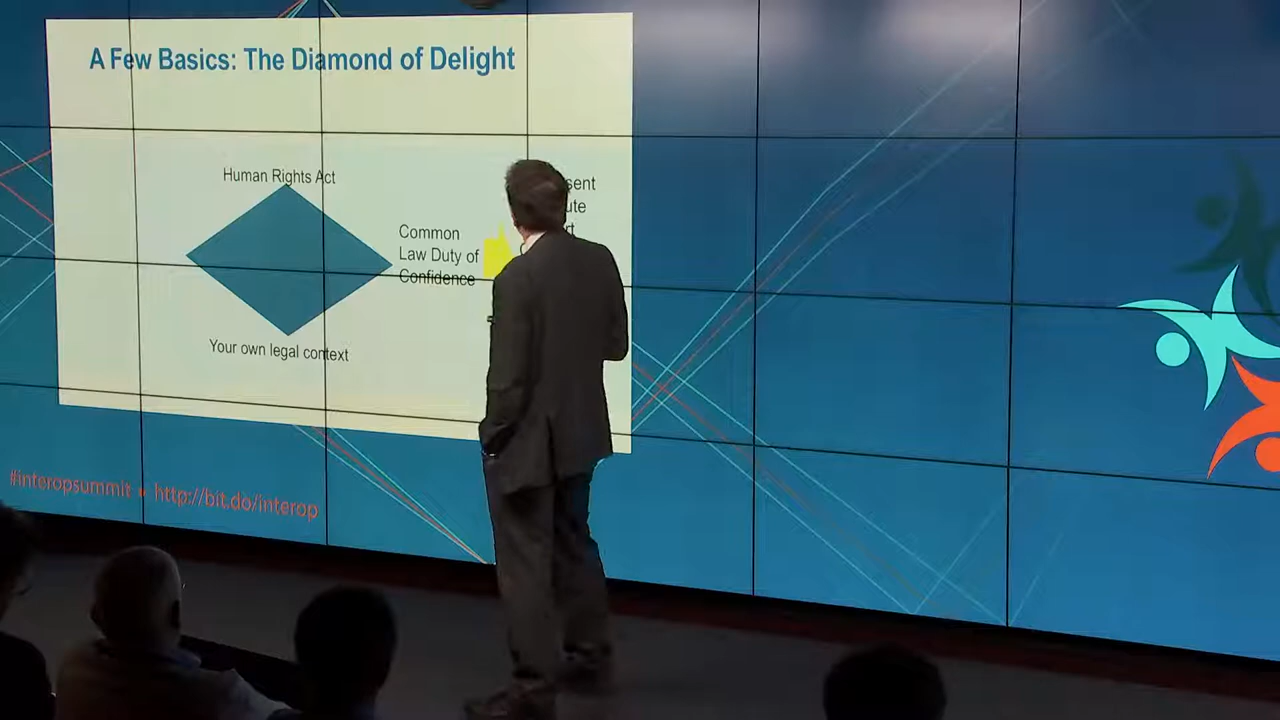 A Few Basics: The Diamond of Delight
Human Rights Act
Common
Law Duty of
Confidence
Your own legal context
#interopsummit • http://bit.do/interop